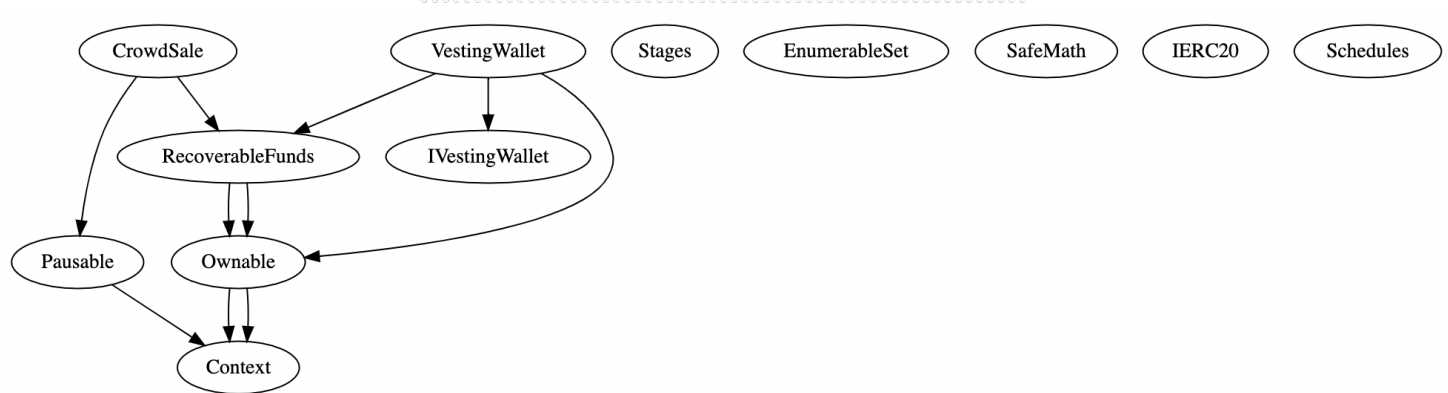 CrowdSale
VestingWallet
Stages
EnumerableSet
SafeMath
IERC20
Schedules
RecoverableFunds
IVestingWallet
Pausable
Ownable
Context